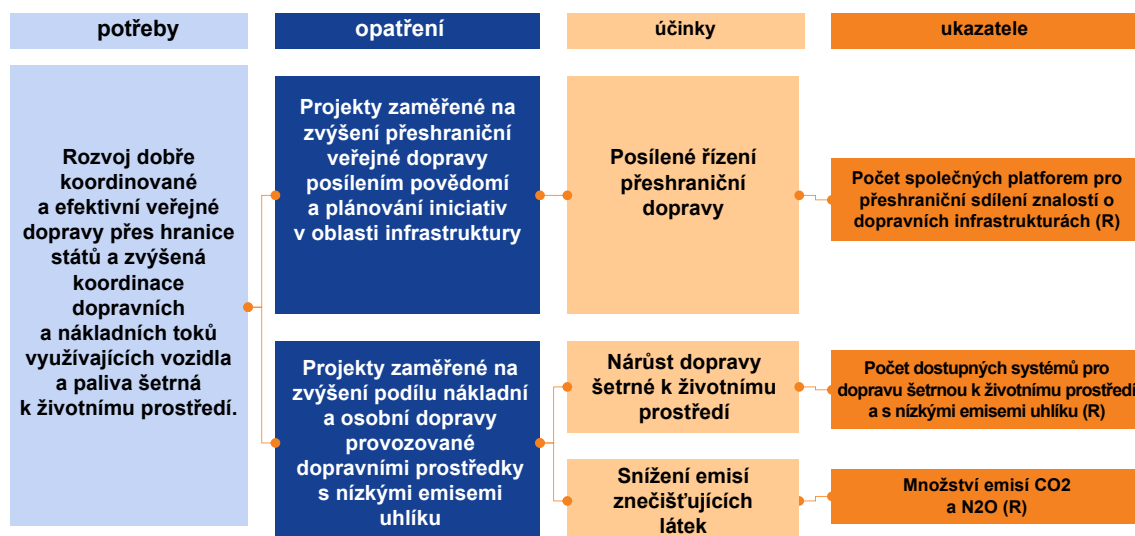 potřeby
opatření
účinky
ukazatele
Rozvoj dobře
koordinované
a efektivní veřejné
dopravy přes hranice
států a zvýšená
koordinace
dopravních
a nákladních toků
využívajících vozidla
a paliva šetrná
k životnímu prostředí.
Projekty zaměřené na
zvýšení přeshraniční
veřejné dopravy
posílením povědomí
a plánování iniciativ
v oblasti infrastruktury
Posílené řízení
přeshraniční
dopravy
Počet společných platforem pro
přeshraniční sdílení znalostí o
dopravních infrastrukturách (R)
Projekty zaměřené na
zvýšení podílu nákladní
a osobní dopravy
provozované
dopravními prostředky
s nízkými emisemi
uhlíku
Nárůst dopravy
šetrné k životnímu
prostředí
Počet dostupných systémů pro
dopravu šetrnou k životnímu prostředí
a s nízkými emisemi uhlíku (R)
Snížení emisí
znečišťujících
látek
Množství emisí CO2
a N2O (R)